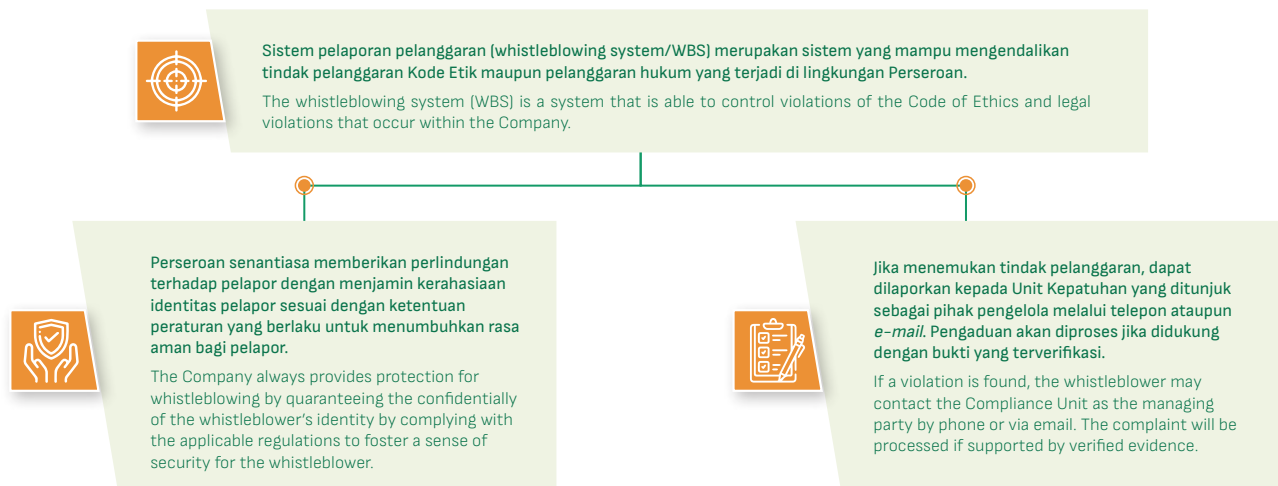 Sistem pelaporan pelanggaran (whistleblowing system/WBS) merupakan sistem yang mampu mengendalikan
tindak pelanggaran Kode Etik maupun pelanggaran hukum yang terjadi di lingkungan Perseroan.
The whistleblowing system (WBS) is a system that is able to control violations of the Code of Ethics and legal
violations that occur within the Company.
Perseroan senantiasa memberikan perlindungan
terhadap pelapor dengan menjamin kerahasiaan
identitas pelapor sesuai dengan ketentuan
peraturan yang berlaku untuk menumbuhkan rasa
aman bagi pelapor.
The Company always provides protection for
whistleblowing by quaranteeing the confidentially
of the whistleblower's identity by complying with
the applicable regulations to foster a sense of
security for the whistleblower.
Jika menemukan tindak pelanggaran, dapat
dilaporkan kepada Unit Kepatuhan yang ditunjuk
sebagai pihak pengelola melalui telepon ataupun
e-mail. Pengaduan akan diproses jika didukung
dengan bukti yang terverifikasi.
If a violation is found, the whistleblower may
contact the Compliance Unit as the managing
party by phone or via email. The complaint will be
processed if supported by verified evidence.